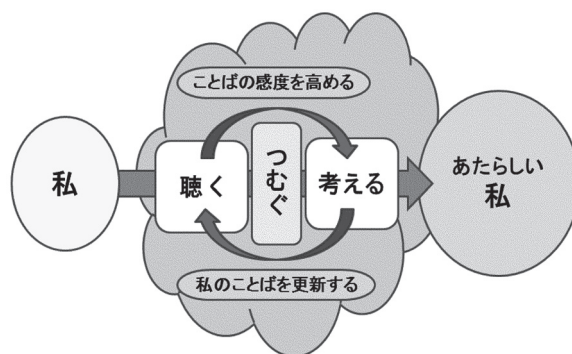 ことばの感度を高める
私
聴く
つむぐ
考える
あたらしい
私
私のことばを更新する